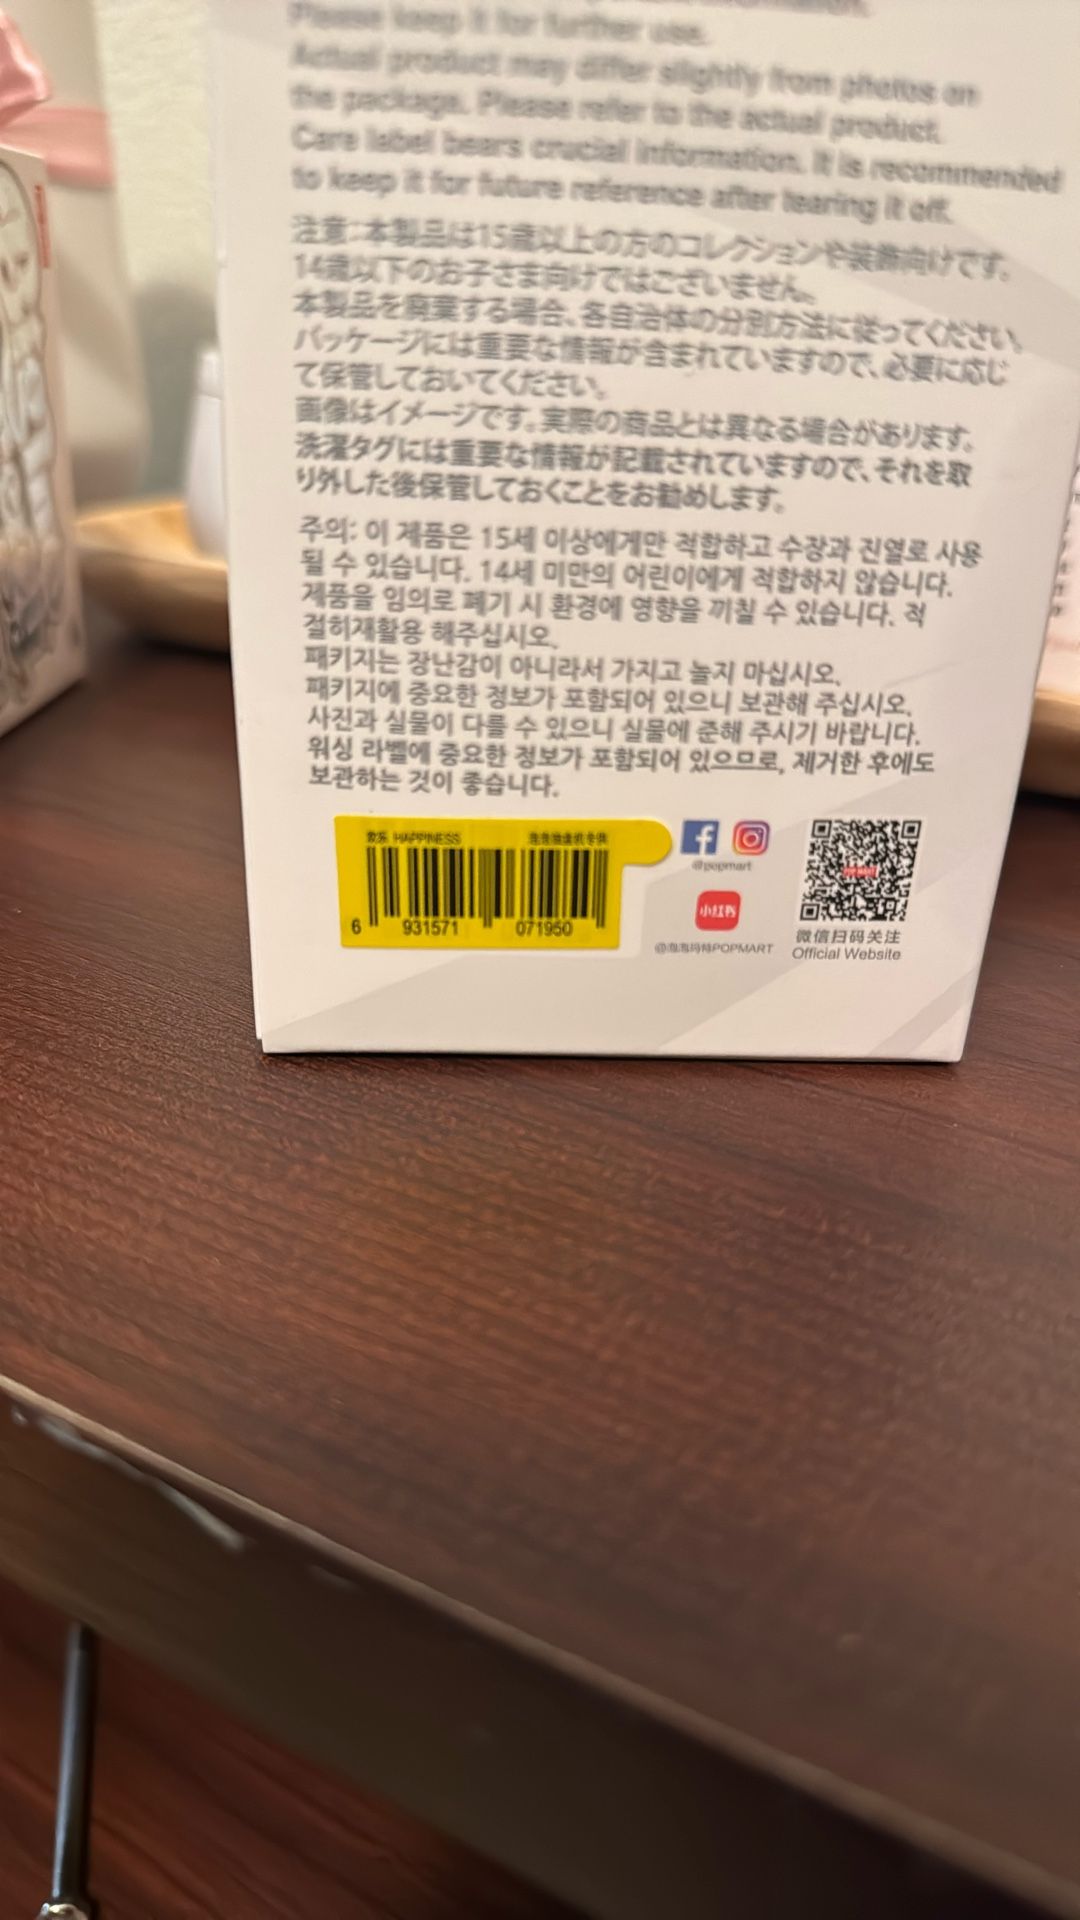 Please keep it for further use.
Actual product may differ slightly from photos on
the package. Please refer to the actual product.
Care label bears crucial information. It is recommended
to keep it for future reference after tearing it off.
注意:本製品は15歳以上の方のコレクションや装飾向けです。
14歳以下のお子さま向けではございません。
本製品を廃棄する場合、各自治体の分別方法に従ってください。
パッケージには重要な情報が含まれていますので、必要に応じ
て保管しておいてください。
画像はイメージです。実際の商品とは異なる場合があります。
洗濯タグには重要な情報が記載されていますので、それを取
り外した後保管しておくことをお勧めします。
주의: 이 제품은 15세 이상에게만 적합하고 수장과 진열로 사용
될 수 있습니다. 14세 미만의 어린이에게 적합하지 않습니다.
제품을 임의로 폐기 시 환경에 영향을 끼칠 수 있습니다. 적
절히재활용 해주십시오.
패키지는 장난감이 아니라서 가지고 놀지 마십시오.
패키지에 중요한 정보가 포함되어 있으니 보관해 주십시오.
사진과 실물이 다를 수 있으니 실물에 준해 주시기 바랍니다.
워싱 라벨에 중요한 정보가 포함되어 있으므로, 제거한 후에도
보관하는 것이 좋습니다.
HAPPINESS
6 931571 071950
@popmart
小红书
@泡泡玛特POPMART
POP MART
微信扫码关注
Official Website